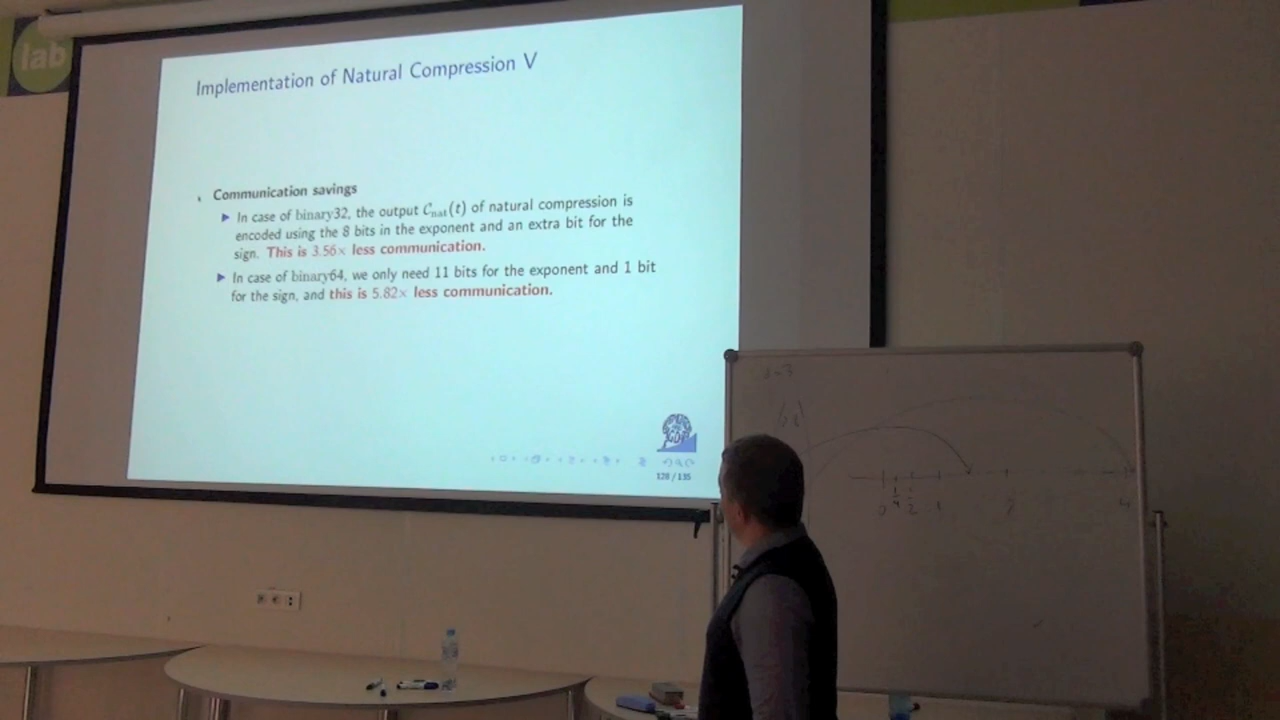 lab
Implementation of Natural Compression V
Communication savings
▶ In case of binary32, the output C_nat(t) of natural compression is
encoded using the 8 bits in the exponent and an extra bit for the
sign. This is 3.56× less communication.
▶ In case of binary64, we only need 11 bits for the exponent and 1 bit
for the sign, and this is 5.82× less communication.
128 / 135